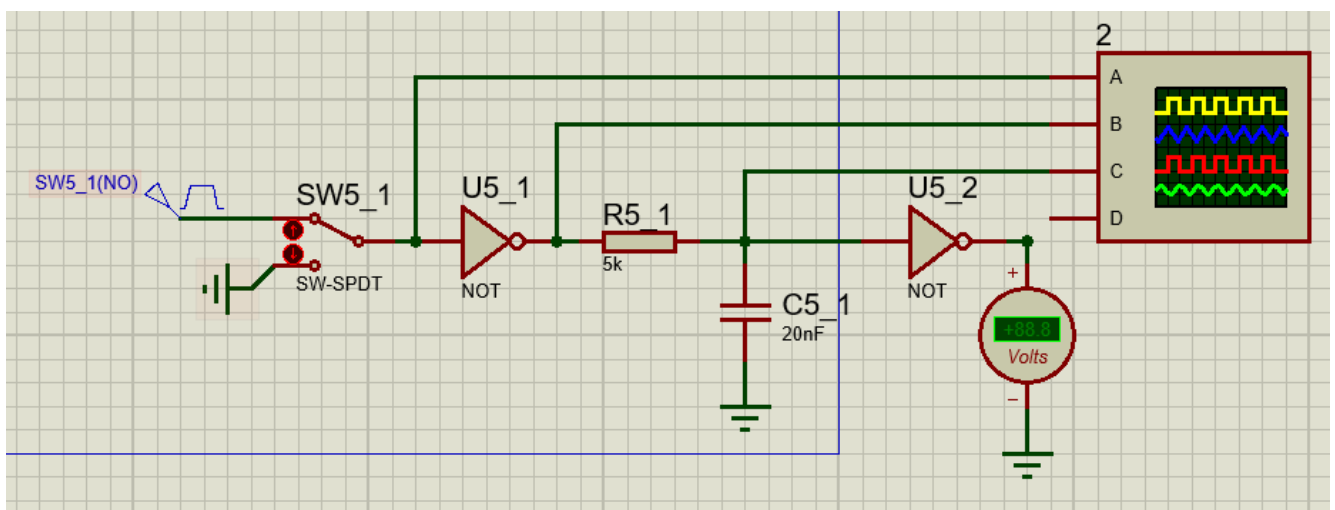 2
A
B
C
D
SW5_1(NO)
SW5_1
SW-SPDT
U5_1
NOT
R5_1
5k
C5_1
20nF
U5_2
NOT
+
+88.8
Volts
−